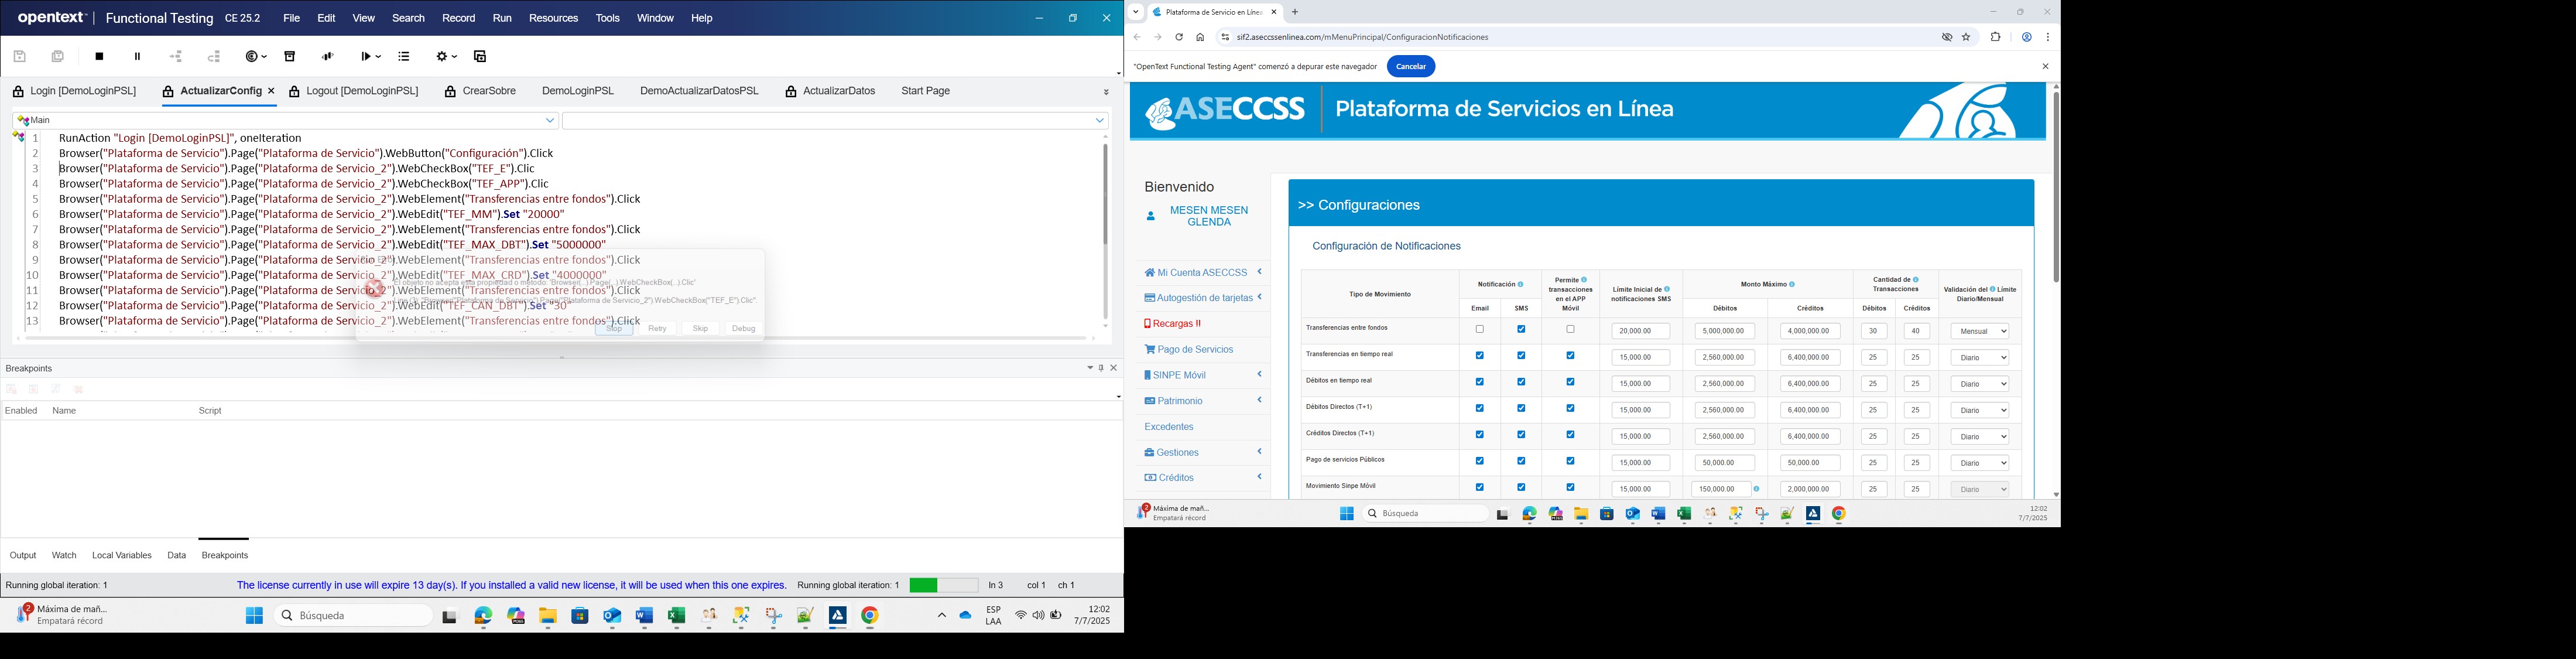 opentext | Functional Testing CE 25.2 File Edit View Search Record Run Resources Tools Window Help
Login [DemoLoginPSL] ActualizarConfig Logout [DemoLoginPSL] CrearSobre DemoLoginPSL DemoActualizarDatosPSL ActualizarDatos Start Page
Main
1 RunAction "Login [DemoLoginPSL]", oneIteration
2 Browser("Plataforma de Servicio").Page("Plataforma de Servicio").WebButton("Configuración").Click
3 Browser("Plataforma de Servicio").Page("Plataforma de Servicio_2").WebCheckBox("TEF_E").Clic
4 Browser("Plataforma de Servicio").Page("Plataforma de Servicio_2").WebCheckBox("TEF_APP").Clic
5 Browser("Plataforma de Servicio").Page("Plataforma de Servicio_2").WebElement("Transferencias entre fondos").Click
6 Browser("Plataforma de Servicio").Page("Plataforma de Servicio_2").WebEdit("TEF_MM").Set "20000"
7 Browser("Plataforma de Servicio").Page("Plataforma de Servicio_2").WebElement("Transferencias entre fondos").Click
8 Browser("Plataforma de Servicio").Page("Plataforma de Servicio_2").WebEdit("TEF_MAX_DBT").Set "5000000"
9 Browser("Plataforma de Servicio").Page("Plataforma de Servicio_2").WebElement("Transferencias entre fondos").Click
10 Browser("Plataforma de Servicio").Page("Plataforma de Servicio_2").WebEdit("TEF_MAX_CRD").Set "4000000"
11 Browser("Plataforma de Servicio").Page("Plataforma de Servicio_2").WebElement("Transferencias entre fondos").Click
12 Browser("Plataforma de Servicio").Page("Plataforma de Servicio_2").WebEdit("TEF_CAN_DBT").Set "30"
13 Browser("Plataforma de Servicio").Page("Plataforma de Servicio_2").WebElement("Transferencias entre fondos").Click
El objeto no acepta esta propiedad o método: 'Browser(...).Page(...).WebCheckBox(...).Clic'
Line (3): "Browser("Plataforma de Servicio").Page("Plataforma de Servicio_2").WebCheckBox("TEF_E").Clic".
Stop Retry Skip Debug
Breakpoints
Enabled Name Script
Output Watch Local Variables Data Breakpoints
Running global iteration: 1 The license currently in use will expire 13 day(s). If you installed a valid new license, it will be used when this one expires. Running global iteration: 1 ln 3 col 1 ch 1
2 Máxima de mañ...
Empatará récord
Búsqueda
ESP
LAA
12:02
7/7/2025
Plataforma de Servicio en Línea
sif2.aseccssenlinea.com/mMenuPrincipal/ConfiguracionNotificaciones
"OpenText Functional Testing Agent" comenzó a depurar este navegador Cancelar
ASECCSS | Plataforma de Servicios en Línea
Bienvenido
MESEN MESEN
GLENDA
Mi Cuenta ASECCSS
Autogestión de tarjetas
Recargas II
Pago de Servicios
SINPE Móvil
Patrimonio
Excedentes
Gestiones
Créditos
>> Configuraciones
Configuración de Notificaciones
Tipo de Movimiento Notificación Permite transacciones en el APP Móvil Límite Inicial de notificaciones SMS Monto Máximo Cantidad de Transacciones Validación del Límite Diario/Mensual
Email SMS Débitos Créditos Débitos Créditos
Transferencias entre fondos 20,000.00 5,000,000.00 4,000,000.00 30 40 Mensual
Transferencias en tiempo real 15,000.00 2,560,000.00 6,400,000.00 25 25 Diario
Débitos en tiempo real 15,000.00 2,560,000.00 6,400,000.00 25 25 Diario
Débitos Directos (T+1) 15,000.00 2,560,000.00 6,400,000.00 25 25 Diario
Créditos Directos (T+1) 15,000.00 2,560,000.00 6,400,000.00 25 25 Diario
Pago de servicios Públicos 15,000.00 50,000.00 50,000.00 25 25 Diario
Movimiento Sinpe Móvil 15,000.00 150,000.00 2,000,000.00 25 25 Diario
2 Máxima de mañ...
Empatará récord
Búsqueda
12:02
7/7/2025